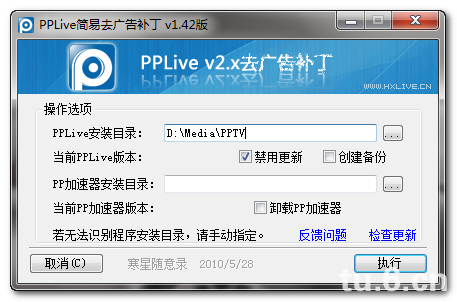 PPLive简易去广告补丁 v1.42版
PPLive v2.x去广告补丁
WWW.HXLIVE.CN
操作选项
PPLive安装目录： D:\Media\PPTV ...
当前PPLive版本： 禁用更新 创建备份
PP加速器安装目录： ...
当前PP加速器版本： 卸载PP加速器
若无法识别程序安装目录，请手动指定。 反馈问题 检查更新
取消(C) 寒星随意录 2010/5/28 执行